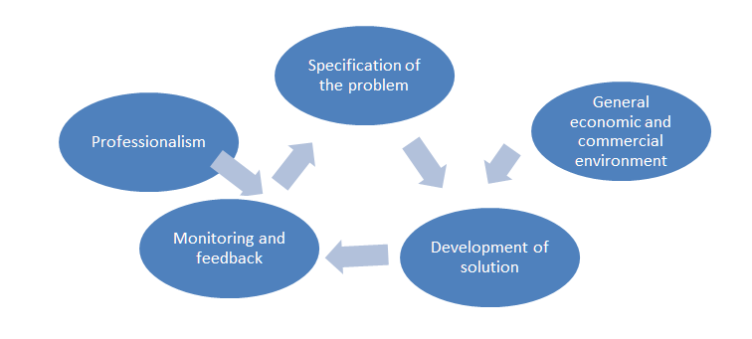 Specification of
the problem
General
economic and
commercial
environment
Professionalism
Monitoring and
feedback
Development of
solution